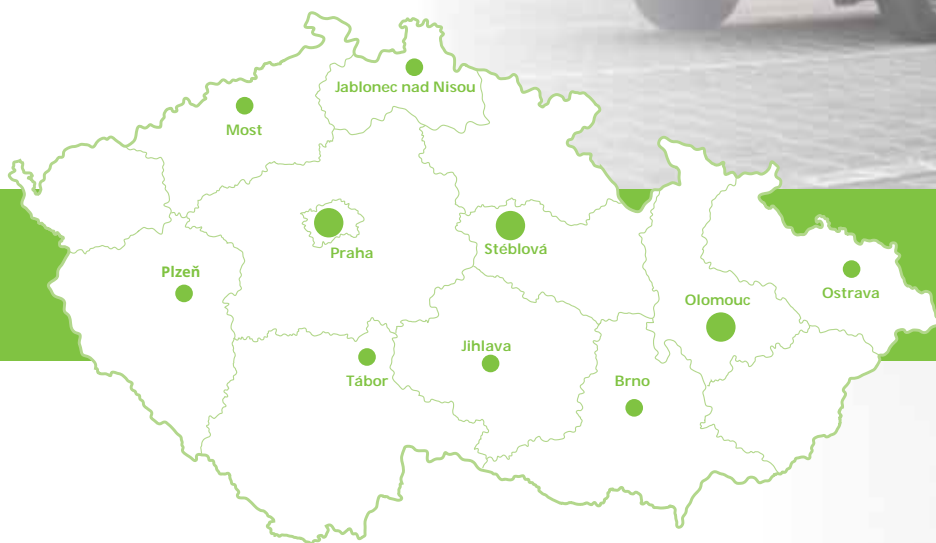 Jablonec nad Nisou
Most
Praha
Stéblová
Plzeň
Ostrava
Olomouc
Jihlava
Tábor
Brno